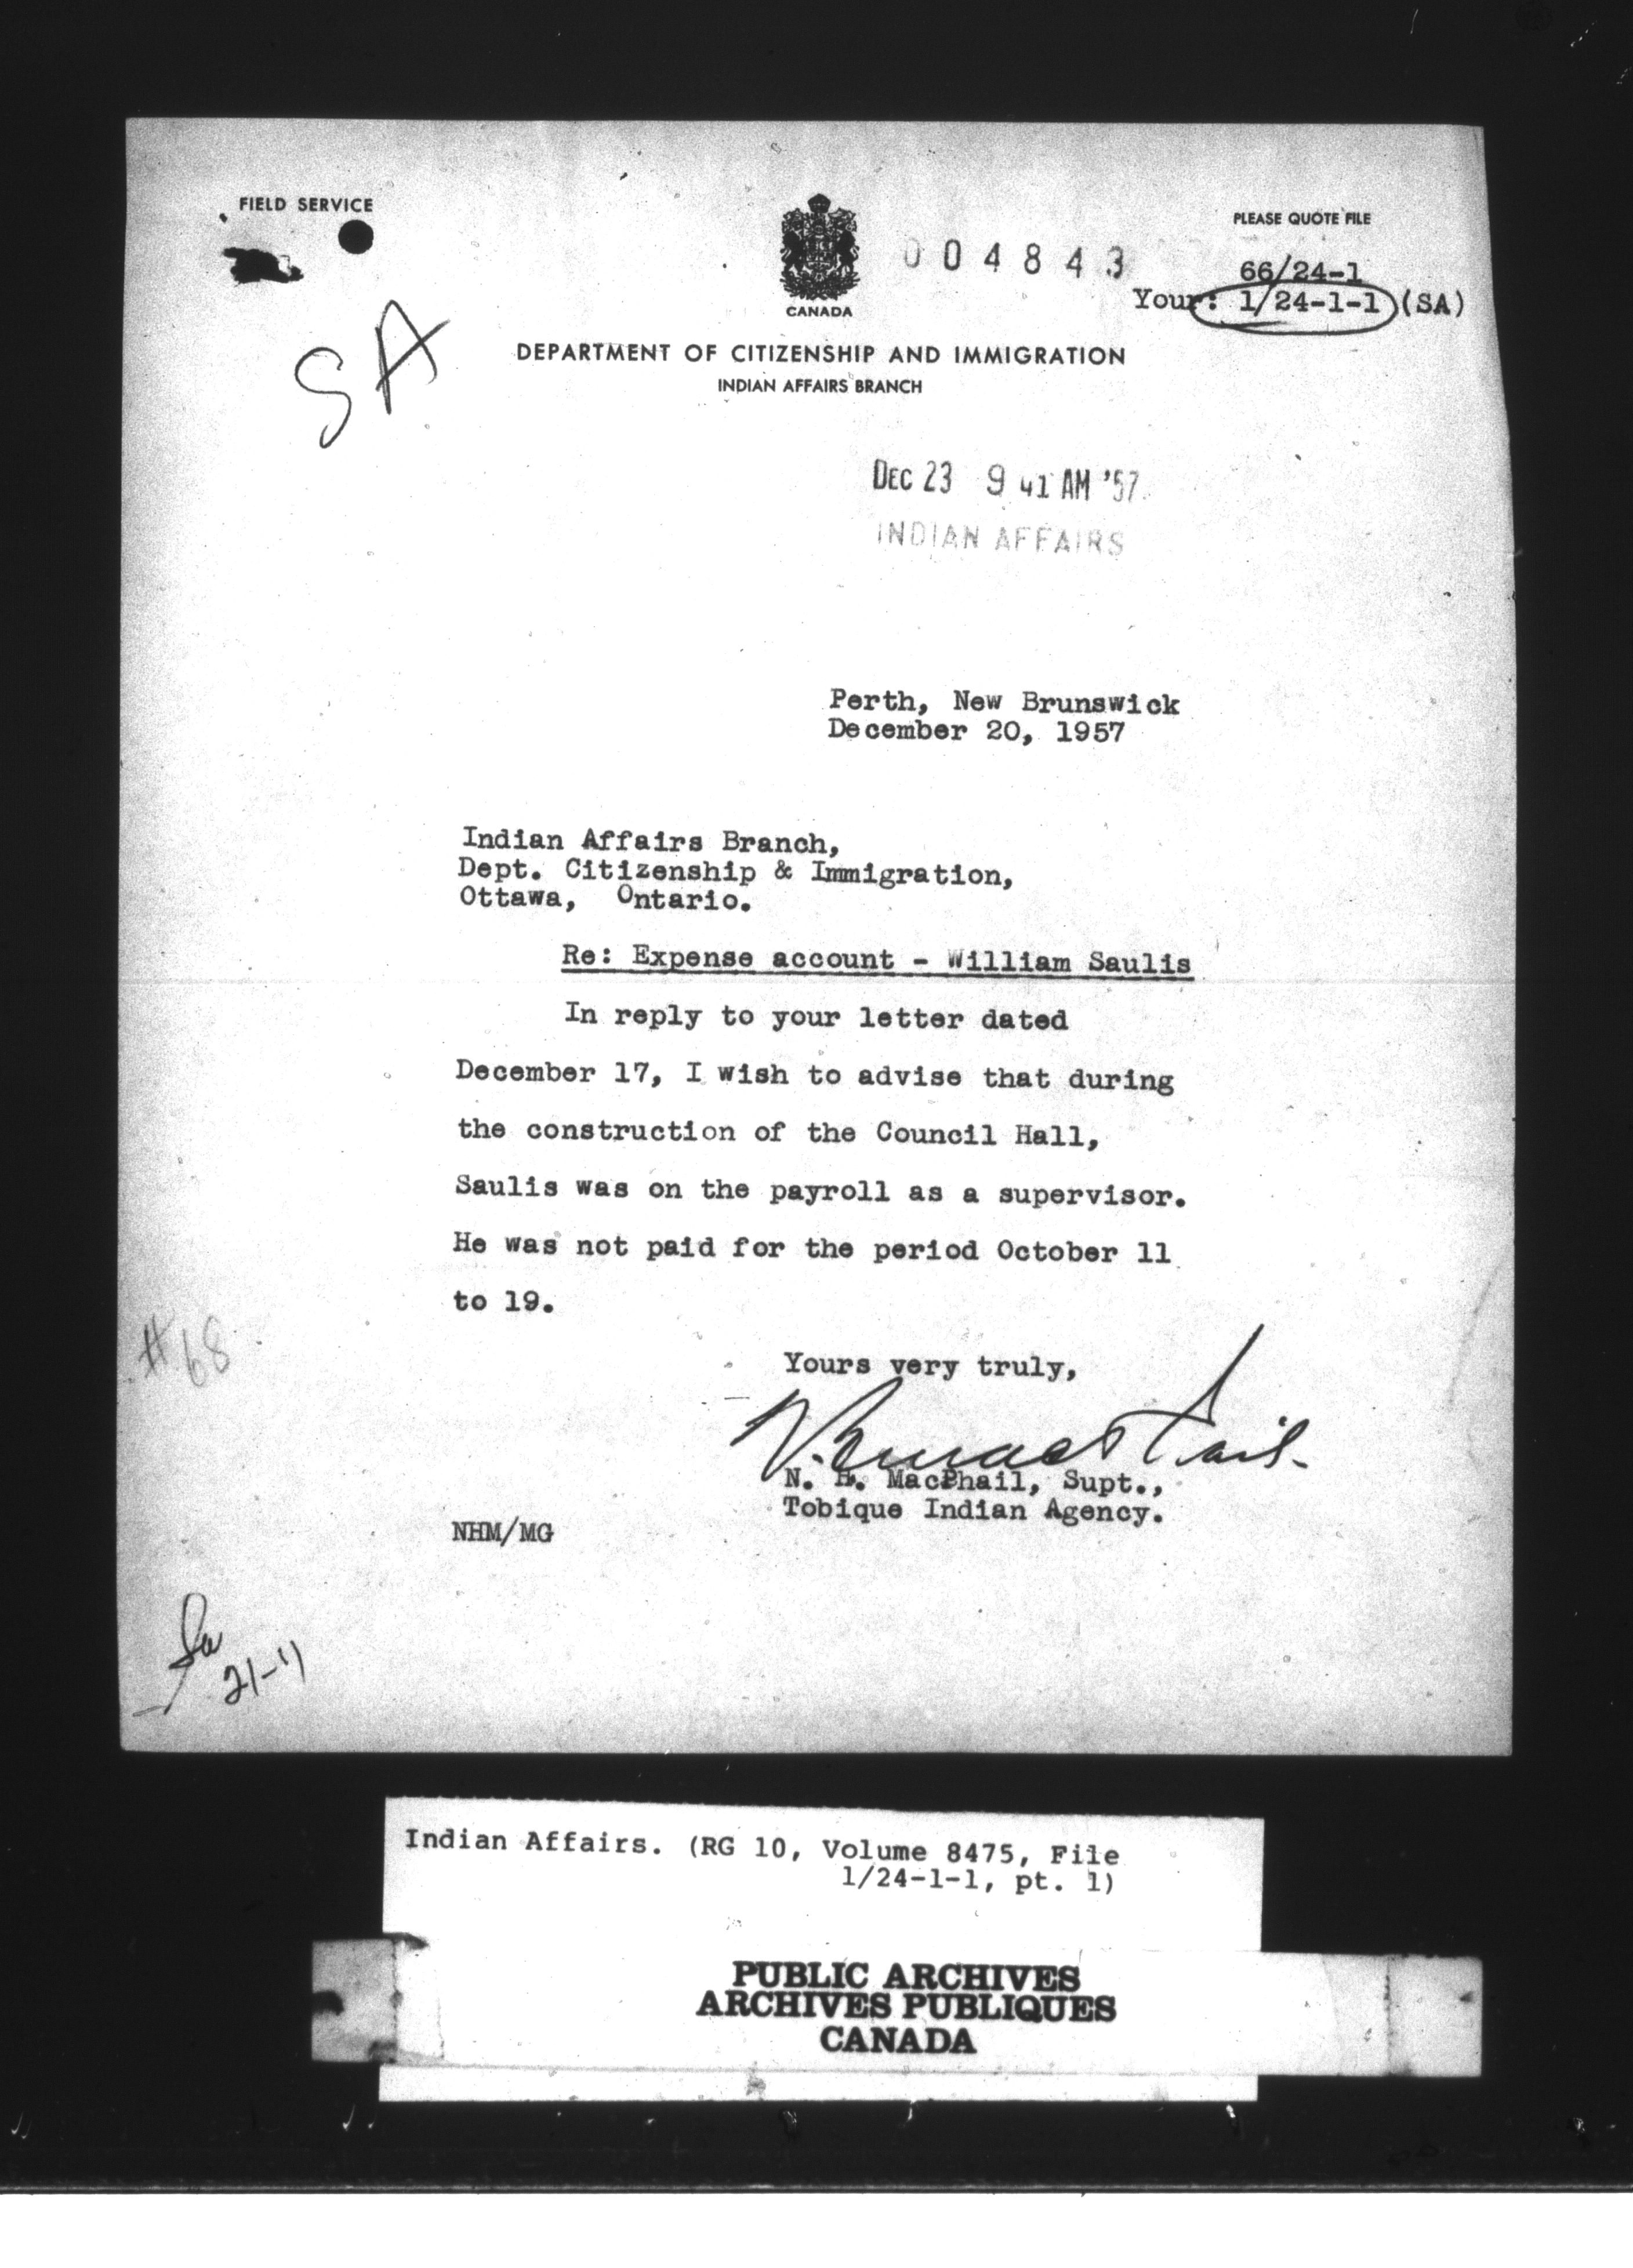 FIELD SERVICE
PLEASE QUOTE FILE
004843
66/24-1
Your: 1/24-1-1 (SA)
CANADA
SA
DEPARTMENT OF CITIZENSHIP AND IMMIGRATION
INDIAN AFFAIRS BRANCH
DEC 23 9 41 AM '57
INDIAN AFFAIRS
Perth, New Brunswick
December 20, 1957
Indian Affairs Branch,
Dept. Citizenship & Immigration,
Ottawa, Ontario.
Re: Expense account - William Saulis
In reply to your letter dated
December 17, I wish to advise that during
the construction of the Council Hall,
Saulis was on the payroll as a supervisor.
He was not paid for the period October 11
to 19.
#68
Yours very truly,
N. H. MacPhail, Supt.,
Tobique Indian Agency.
NHM/MG
Indian Affairs. (RG 10, Volume 8475, File
1/24-1-1, pt. 1)
PUBLIC ARCHIVES
ARCHIVES PUBLIQUES
CANADA